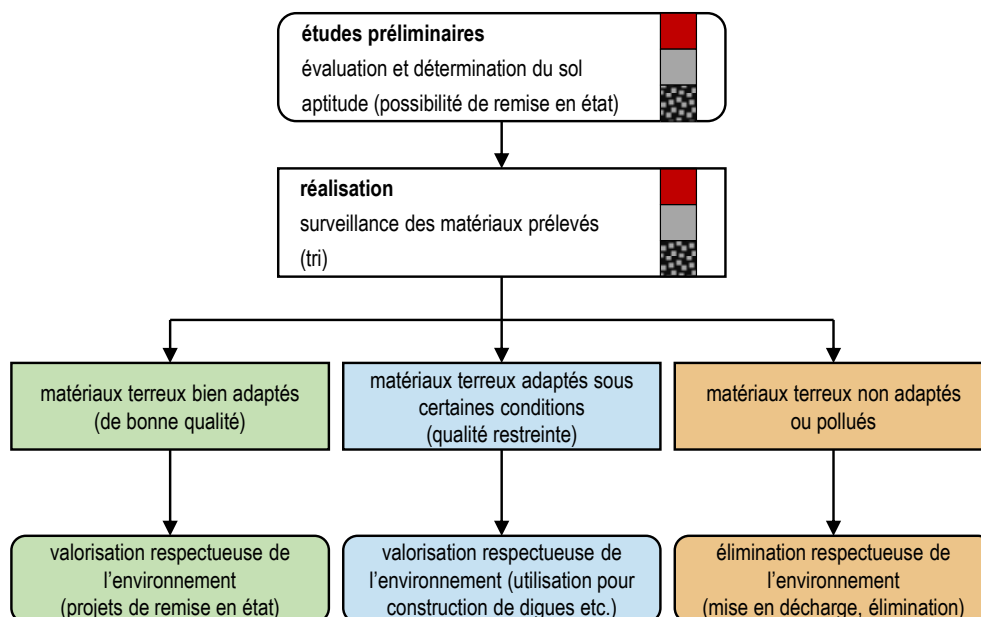 études préliminaires
évaluation et détermination du sol
aptitude (possibilité de remise en état)
réalisation
surveillance des matériaux prélevés
(tri)
matériaux terreux bien adaptés
(de bonne qualité)
matériaux terreux adaptés sous
certaines conditions
(qualité restreinte)
matériaux terreux non adaptés
ou pollués
valorisation respectueuse de
l'environnement
(projets de remise en état)
valorisation respectueuse de
l'environnement (utilisation pour
construction de digues etc.)
élimination respectueuse de
l'environnement
(mise en décharge, élimination)